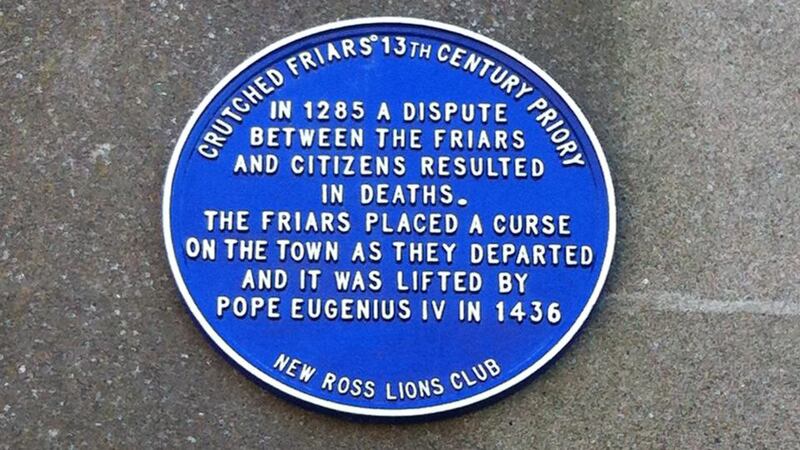 CRUTCHED FRIARS° 13TH CENTURY PRIORY
IN 1285 A DISPUTE
BETWEEN THE FRIARS
AND CITIZENS RESULTED
IN DEATHS.
THE FRIARS PLACED A CURSE
ON THE TOWN AS THEY DEPARTED
AND IT WAS LIFTED BY
POPE EUGENIUS IV IN 1436
NEW ROSS LIONS CLUB